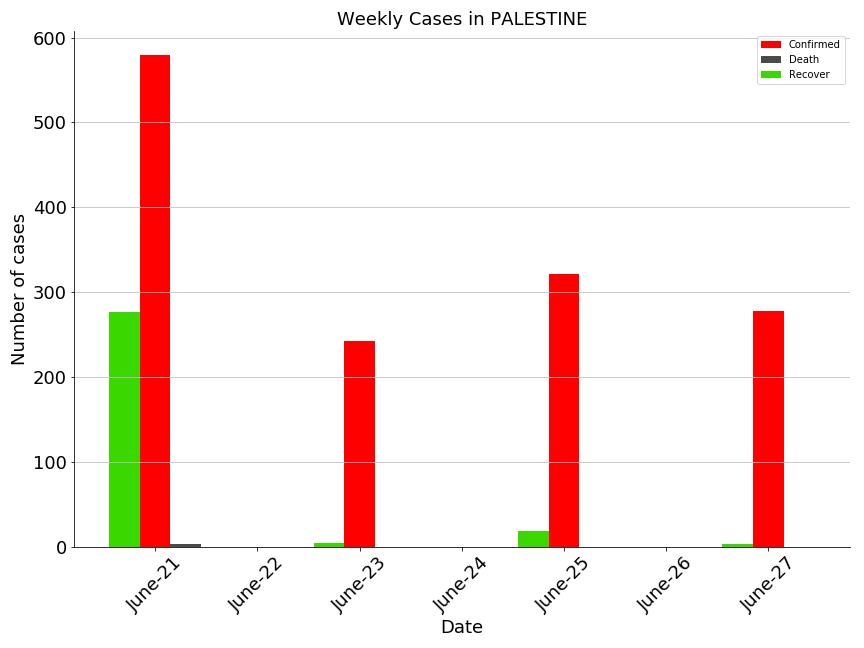 Weekly Cases in PALESTINE
Confirmed
Death
Recover
Number of cases
600
500
400
300
200
100
0
June-21
June-22
June-23
June-24
June-25
June-26
June-27
Date